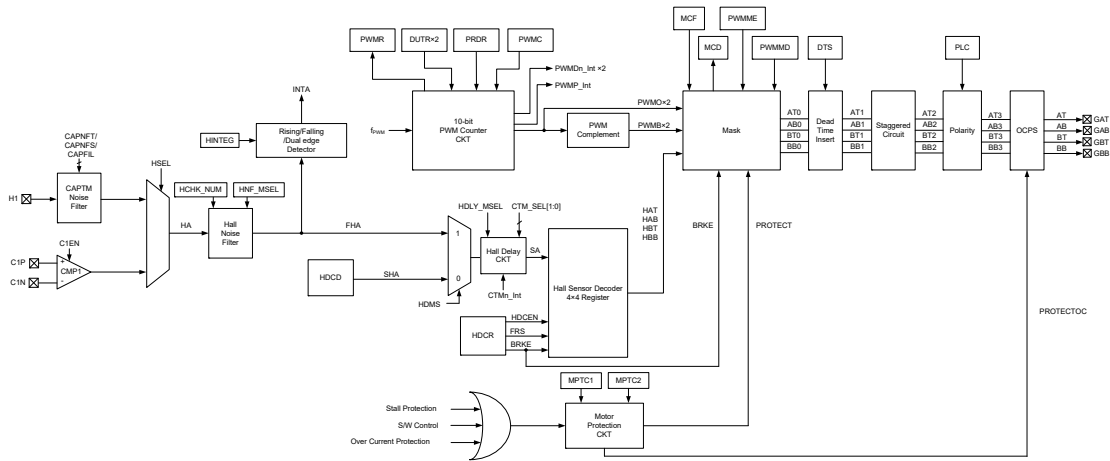 MCF
PWMME
MCD
PWMMD
DTS
PLC
PWMR
DUTR×2
PRDR
PWMC
PWMDn_Int ×2
PWMP_Int
INTA
HINTEG
Rising/Falling
/Dual edge
Detector
fPWM
10-bit
PWM Counter
CKT
PWMO×2
PWM
Complement
PWMB×2
Mask
AT0
AB0
BT0
BB0
Dead
Time
Insert
AT1
AB1
BT1
BB1
Staggered
Circuit
AT2
AB2
BT2
BB2
Polarity
AT3
AB3
BT3
BB3
OCPS
AT
AB
BT
BB
GAT
GAB
GBT
GBB
CAPNFT/
CAPNFS/
CAPFIL
HSEL
H1
CAPTM
Noise
Filter
HCHK_NUM
HNF_MSEL
HA
Hall
Noise
Filter
C1EN
C1P
C1N
+
-
CMP1
FHA
HDCD
SHA
1
0
HDMS
HDLY_MSEL
CTM_SEL[1:0]
Hall Delay
CKT
CTMn_Int
SA
Hall Sensor Decoder
4×4 Register
HAT
HAB
HBT
HBB
BRKE
PROTECT
PROTECTOC
HDCR
HDCEN
FRS
BRKE
MPTC1
MPTC2
Stall Protection
S/W Control
Over Current Protection
Motor
Protection
CKT